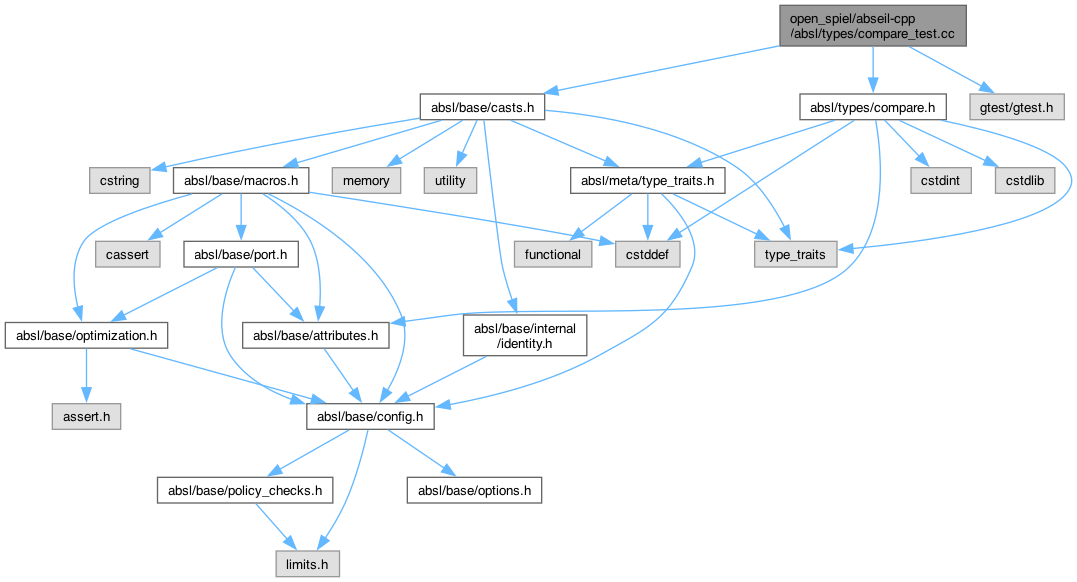 open_spiel/abseil-cpp
/absl/types/compare_test.cc
absl/base/casts.h
absl/types/compare.h
gtest/gtest.h
cstring
absl/base/macros.h
memory
utility
absl/meta/type_traits.h
cstdint
cstdlib
cassert
absl/base/port.h
functional
cstddef
type_traits
absl/base/optimization.h
absl/base/attributes.h
absl/base/internal
/identity.h
assert.h
absl/base/config.h
absl/base/policy_checks.h
absl/base/options.h
limits.h